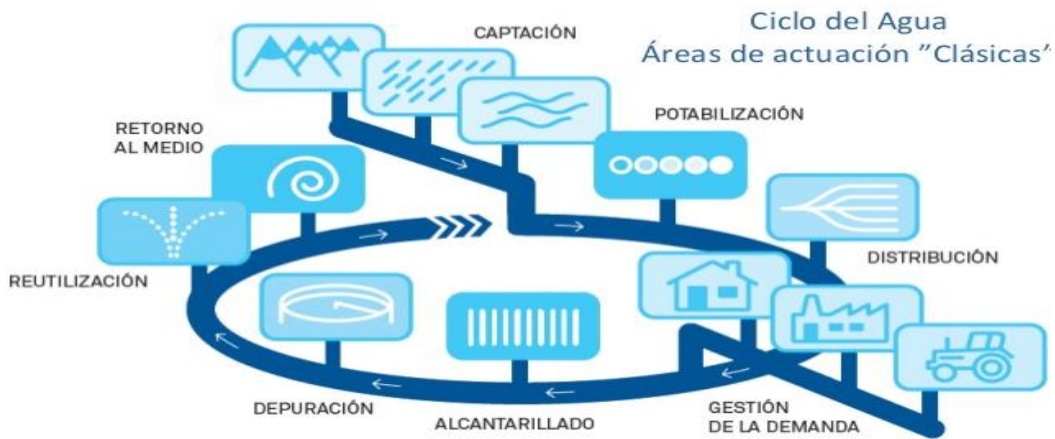 Ciclo del Agua
Áreas de actuación "Clásicas"
CAPTACIÓN
POTABILIZACIÓN
RETORNO
AL MEDIO
DISTRIBUCIÓN
REUTILIZACIÓN
DEPURACIÓN
ALCANTARILLADO
GESTIÓN
DE LA DEMANDA